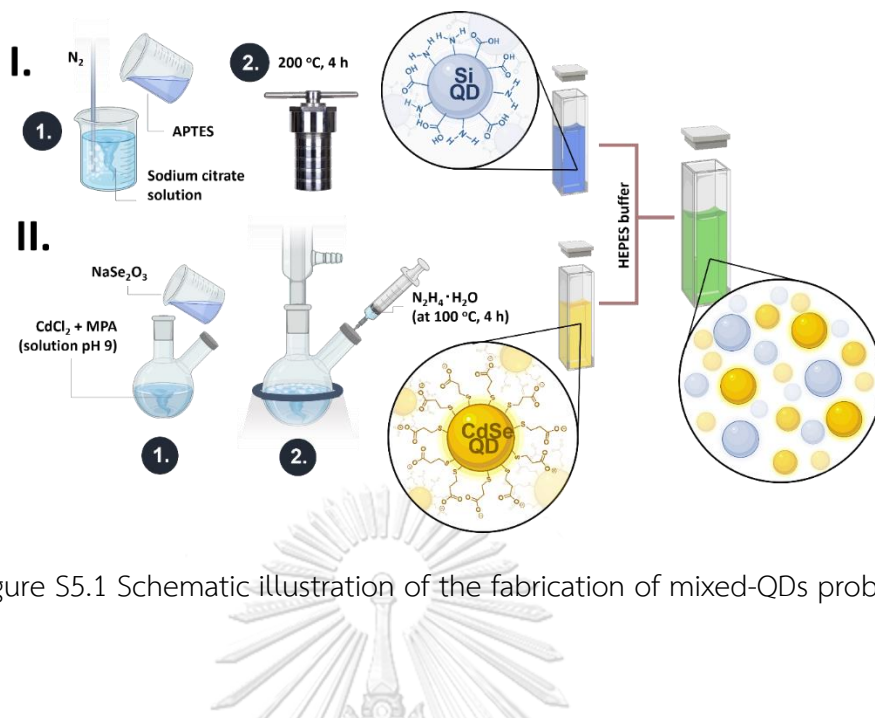 I.
N₂
APTES
1.
Sodium citrate
solution
2.
200 °C, 4 h
Si
QD
H
N
H
OH
O
HEPES buffer
II.
NaSe₂O₃
CdCl₂ + MPA
(solution pH 9)
1.
N₂H₄·H₂O
(at 100 °C, 4 h)
2.
CdSe
QD
S
O
gure S5.1 Schematic illustration of the fabrication of mixed-QDs prob